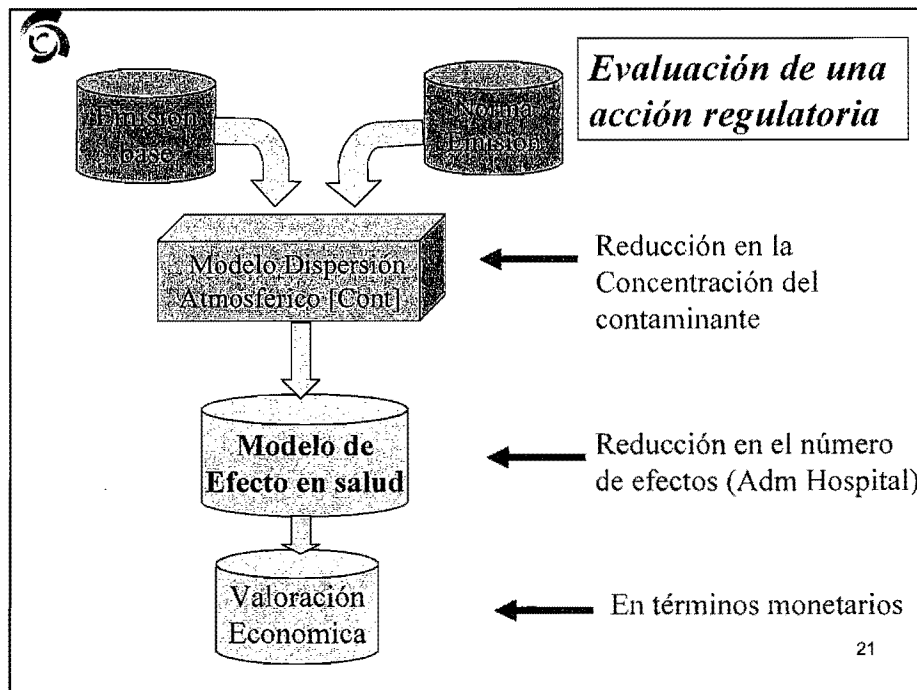 Evaluación de una
acción regulatoria
Emisión
base
Norma
Emisión
Modelo Dispersión
Atmosférico [Cont]
Reducción en la
Concentración del
contaminante
Modelo de
Efecto en salud
Reducción en el número
de efectos (Adm Hospital)
Valoración
Economica
En términos monetarios
21